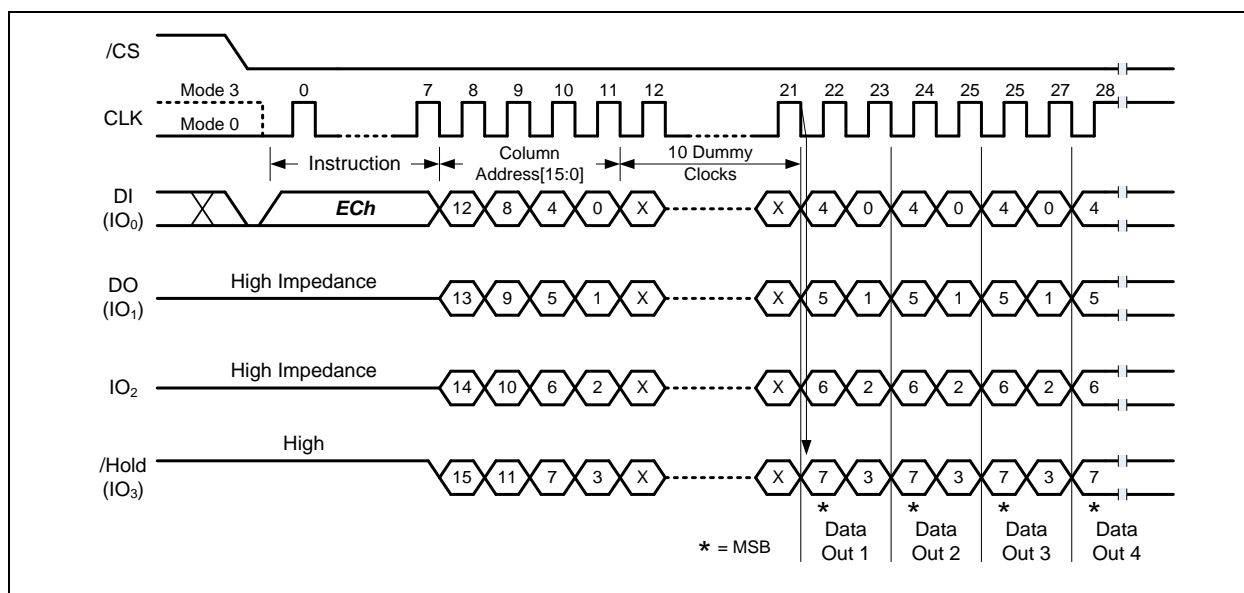 /CS
Mode 3 0 7 8 9 10 11 12 21 22 23 24 25 25 27 28
CLK
Mode 0
Instruction Column 10 Dummy
Address[15:0] Clocks
DI
(IO0) ECh 12 8 4 0 X X 4 0 4 0 4 0 4
High Impedance
DO
(IO1) 13 9 5 1 X X 5 1 5 1 5 1 5
High Impedance
IO2 14 10 6 2 X X 6 2 6 2 6 2 6
High
/Hold
(IO3) 15 11 7 3 X X 7 3 7 3 7 3 7
* * * *
* = MSB Data Data Data Data
Out 1 Out 2 Out 3 Out 4